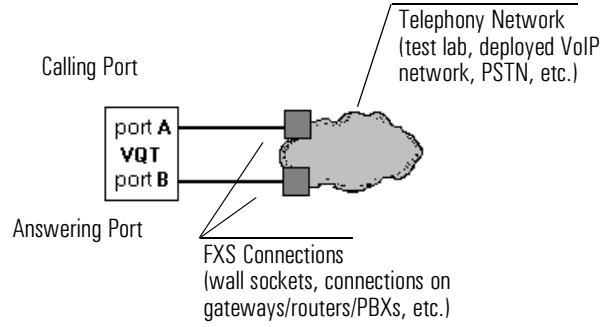 Telephony Network
(test lab, deployed VoIP
network, PSTN, etc.)
Calling Port
port A
VQT
port B
Answering Port
FXS Connections
(wall sockets, connections on
gateways/routers/PBXs, etc.)